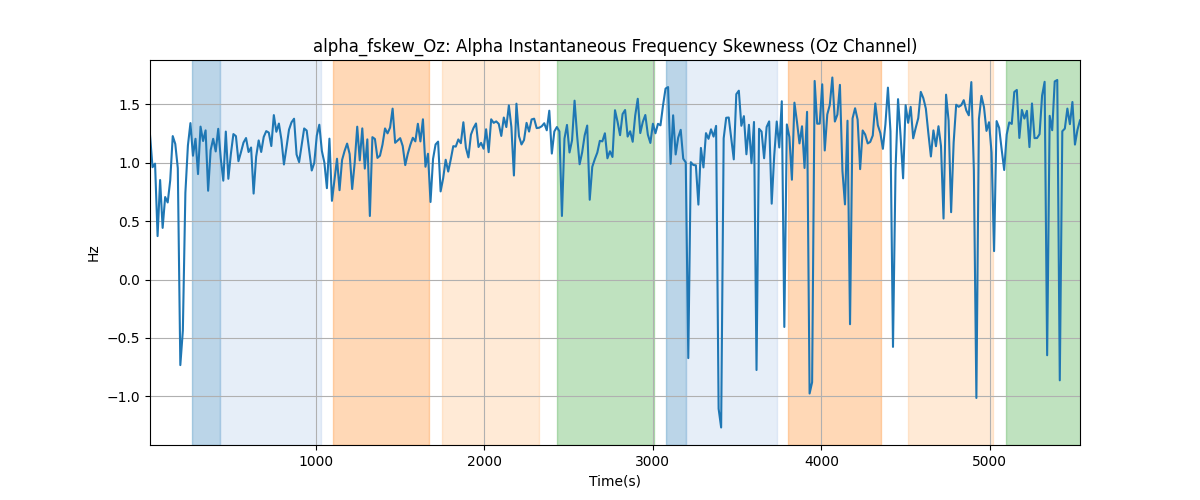 alpha_fskew_Oz: Alpha Instantaneous Frequency Skewness (Oz Channel)
1.5
1.0
0.5
0.0
−0.5
−1.0
Hz
1000 2000 3000 4000 5000
Time(s)